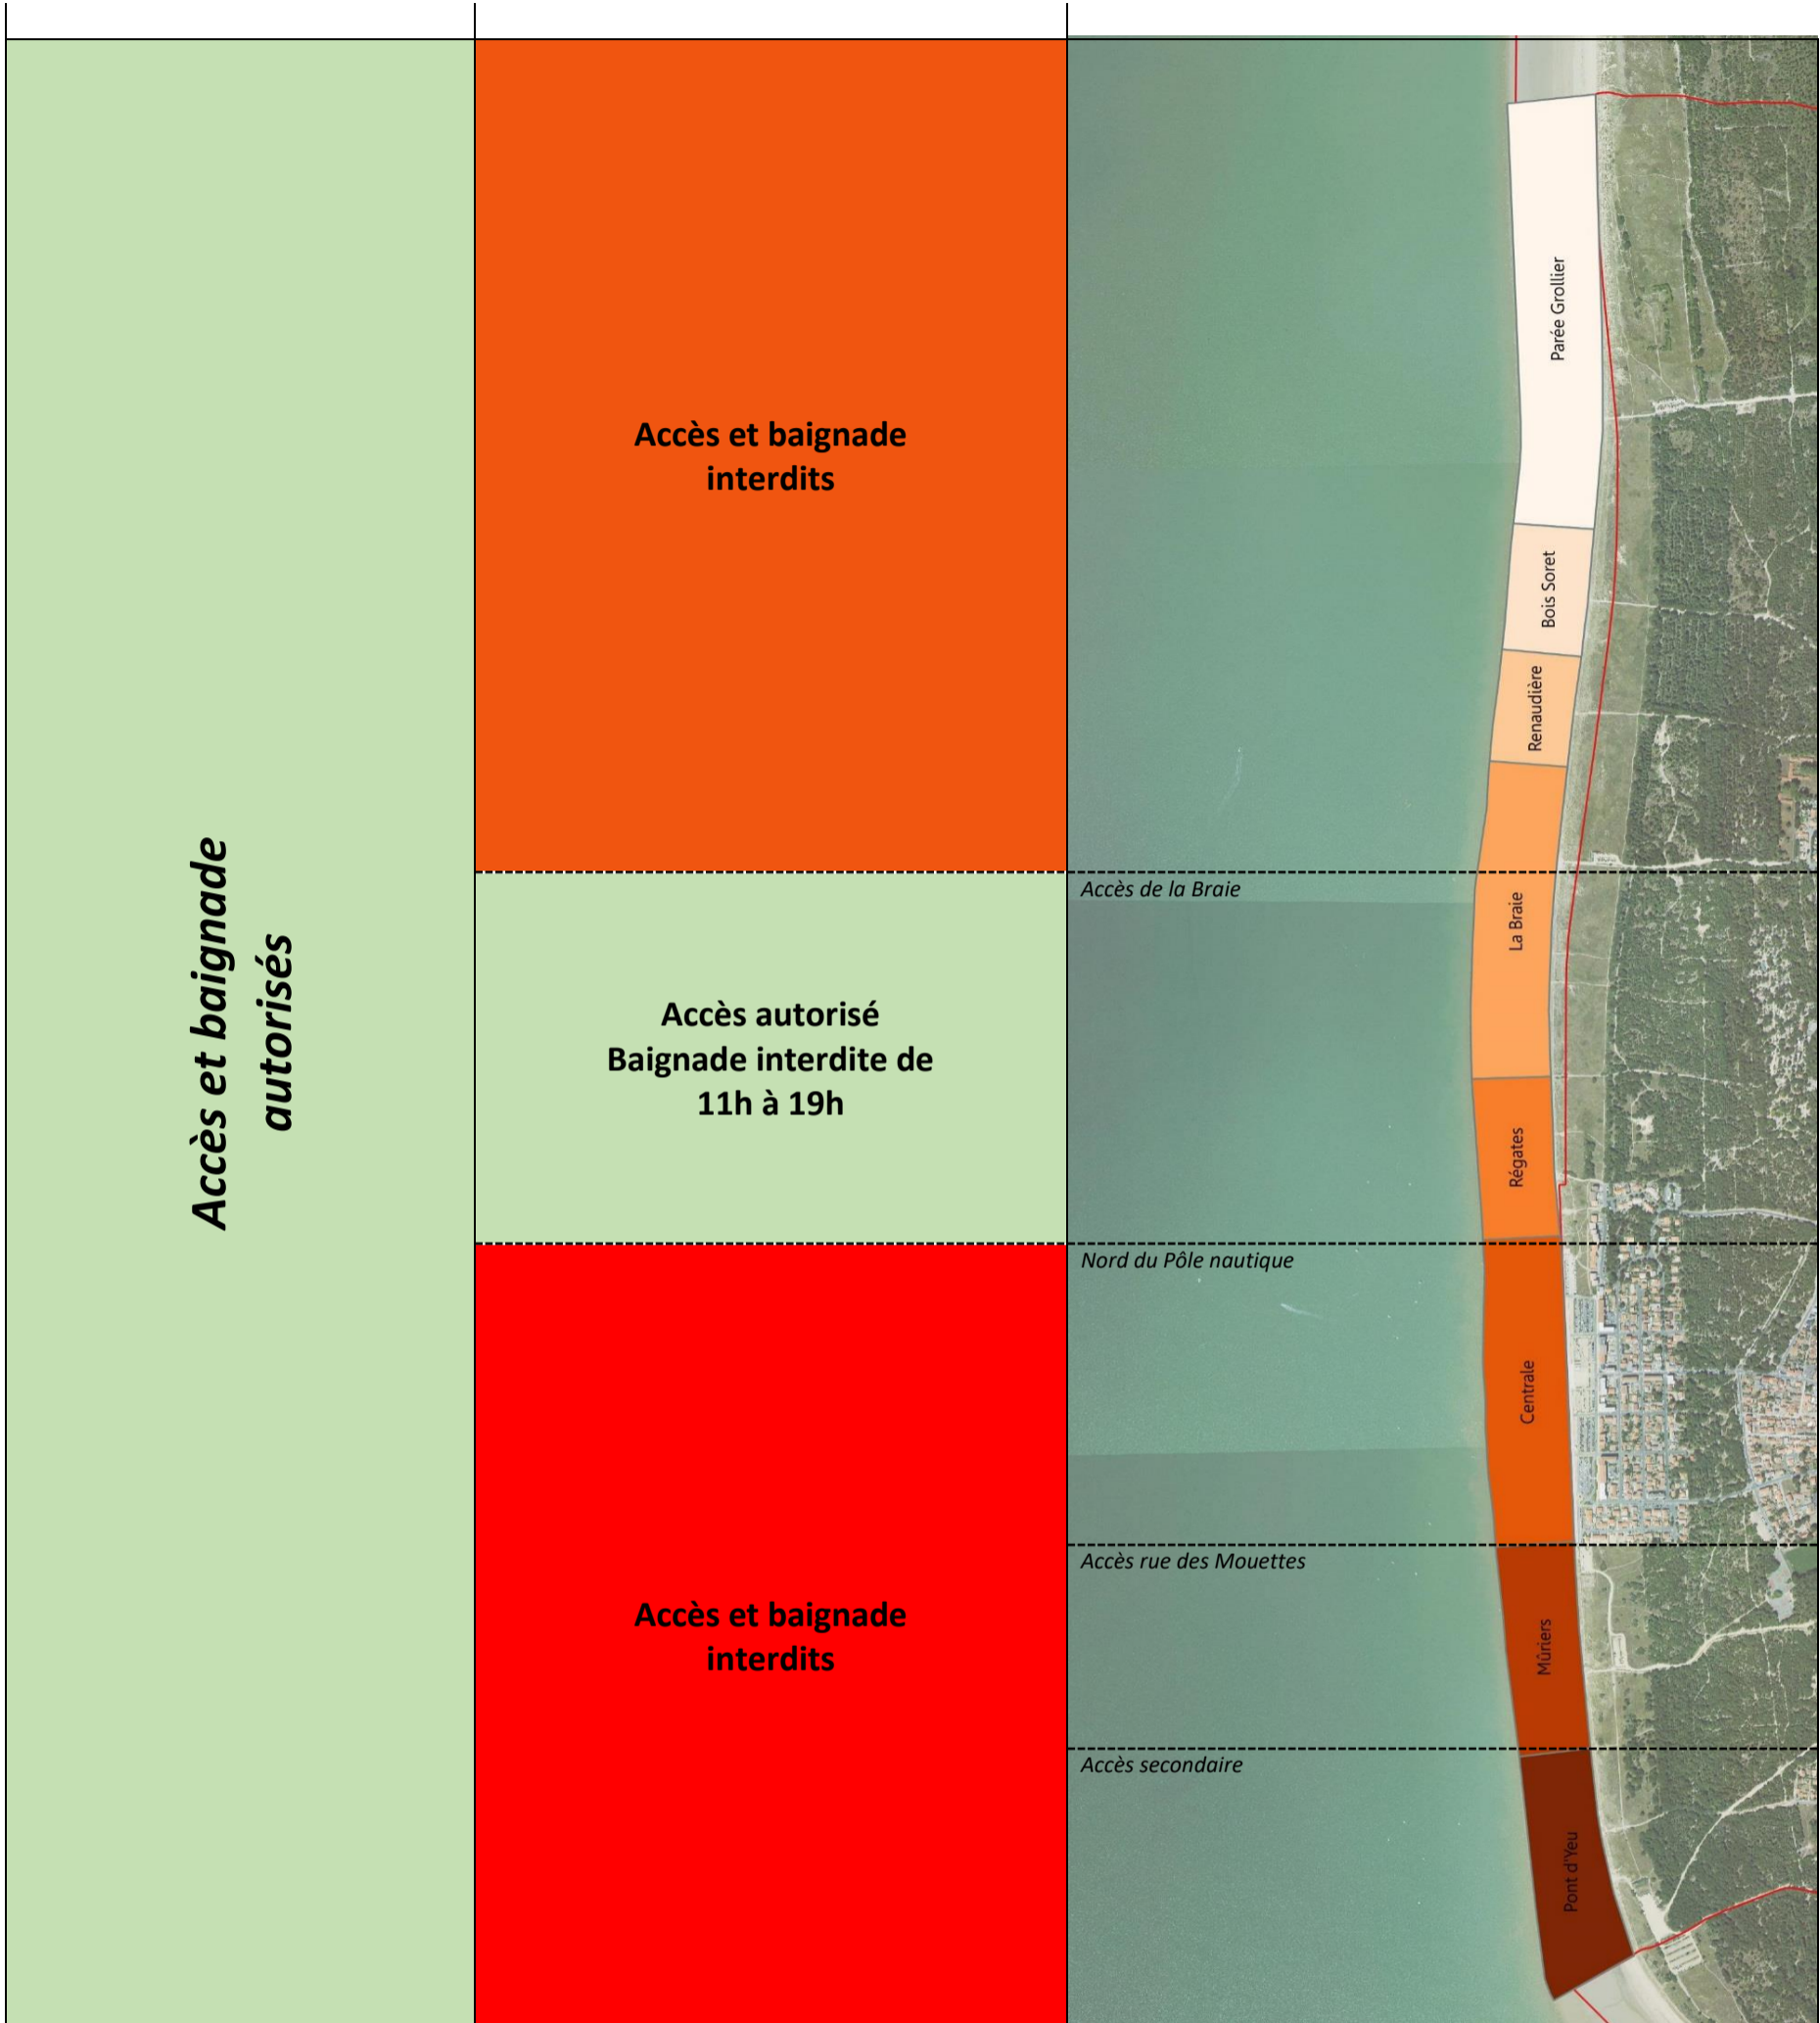 Accès et baignade
autorisés
Accès et baignade
interdits
Accès autorisé
Baignade interdite de
11h à 19h
Accès et baignade
interdits
Parée Grollier
Bois Soret
Renaudière
Accès de la Braie
La Braie
Régates
Nord du Pôle nautique
Centrale
Accès rue des Mouettes
Mûriers
Accès secondaire
Pont d'Yeu